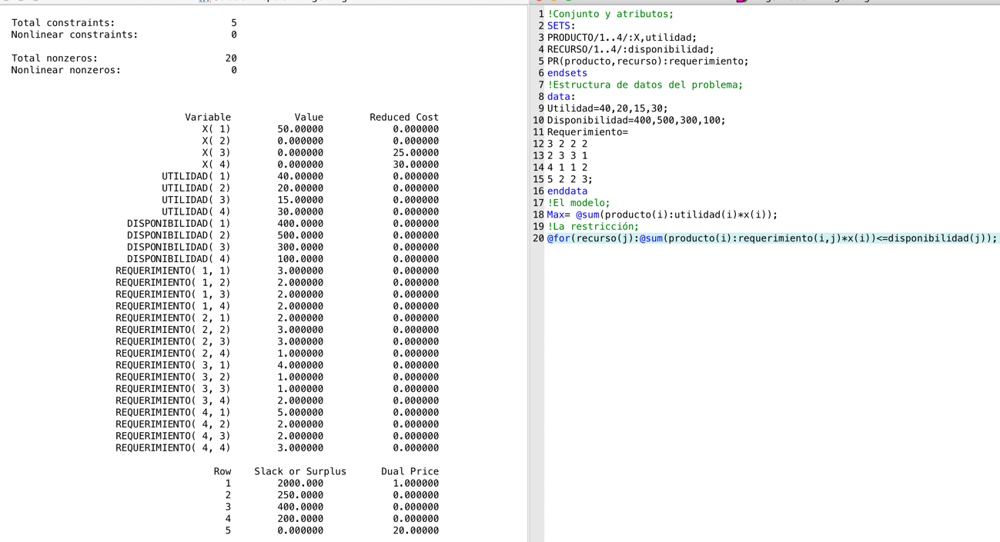 Total constraints: 5
Nonlinear constraints: 0
Total nonzeros: 20
Nonlinear nonzeros: 0
Variable Value Reduced Cost
X( 1) 50.00000 0.000000
X( 2) 0.000000 0.000000
X( 3) 0.000000 25.00000
X( 4) 0.000000 30.00000
UTILIDAD( 1) 40.00000 0.000000
UTILIDAD( 2) 20.00000 0.000000
UTILIDAD( 3) 15.00000 0.000000
UTILIDAD( 4) 30.00000 0.000000
DISPONIBILIDAD( 1) 400.0000 0.000000
DISPONIBILIDAD( 2) 500.0000 0.000000
DISPONIBILIDAD( 3) 300.0000 0.000000
DISPONIBILIDAD( 4) 100.0000 0.000000
REQUERIMIENTO( 1, 1) 3.000000 0.000000
REQUERIMIENTO( 1, 2) 2.000000 0.000000
REQUERIMIENTO( 1, 3) 2.000000 0.000000
REQUERIMIENTO( 1, 4) 2.000000 0.000000
REQUERIMIENTO( 2, 1) 2.000000 0.000000
REQUERIMIENTO( 2, 2) 3.000000 0.000000
REQUERIMIENTO( 2, 3) 3.000000 0.000000
REQUERIMIENTO( 2, 4) 1.000000 0.000000
REQUERIMIENTO( 3, 1) 4.000000 0.000000
REQUERIMIENTO( 3, 2) 1.000000 0.000000
REQUERIMIENTO( 3, 3) 1.000000 0.000000
REQUERIMIENTO( 3, 4) 2.000000 0.000000
REQUERIMIENTO( 4, 1) 5.000000 0.000000
REQUERIMIENTO( 4, 2) 2.000000 0.000000
REQUERIMIENTO( 4, 3) 2.000000 0.000000
REQUERIMIENTO( 4, 4) 3.000000 0.000000
Row Slack or Surplus Dual Price
1 2000.000 1.000000
2 250.0000 0.000000
3 400.0000 0.000000
4 200.0000 0.000000
5 0.000000 20.00000
1 !Conjunto y atributos;
2 SETS:
3 PRODUCTO/1..4/:X,utilidad;
4 RECURSO/1..4/:disponibilidad;
5 PR(producto,recurso):requerimiento;
6 endsets
7 !Estructura de datos del problema;
8 data:
9 Utilidad=40,20,15,30;
10 Disponibilidad=400,500,300,100;
11 Requerimiento=
12 3 2 2 2
13 2 3 3 1
14 4 1 1 2
15 5 2 2 3;
16 enddata
17 !El modelo;
18 Max= @sum(producto(i):utilidad(i)*x(i));
19 !La restricción;
20 @for(recurso(j):@sum(producto(i):requerimiento(i,j)*x(i))<=disponibilidad(j));